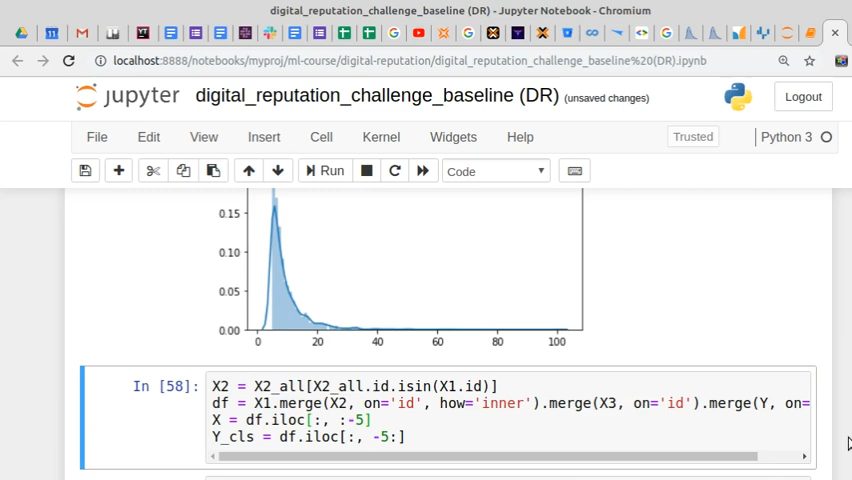 digital_reputation_challenge_baseline (DR) - Jupyter Notebook - Chromium
localhost:8888/notebooks/myproj/ml-course/digital-reputation/digital_reputation_challenge_baseline%20(DR).ipynb
jupyter digital_reputation_challenge_baseline (DR) (unsaved changes) Logout
File Edit View Insert Cell Kernel Widgets Help Trusted Python 3
Run Code
0.15
0.10
0.05
0.00
0 20 40 60 80 100
In [58]: X2 = X2_all[X2_all.id.isin(X1.id)]
df = X1.merge(X2, on='id', how='inner').merge(X3, on='id').merge(Y, on=
X = df.iloc[:, :-5]
Y_cls = df.iloc[:, -5:]